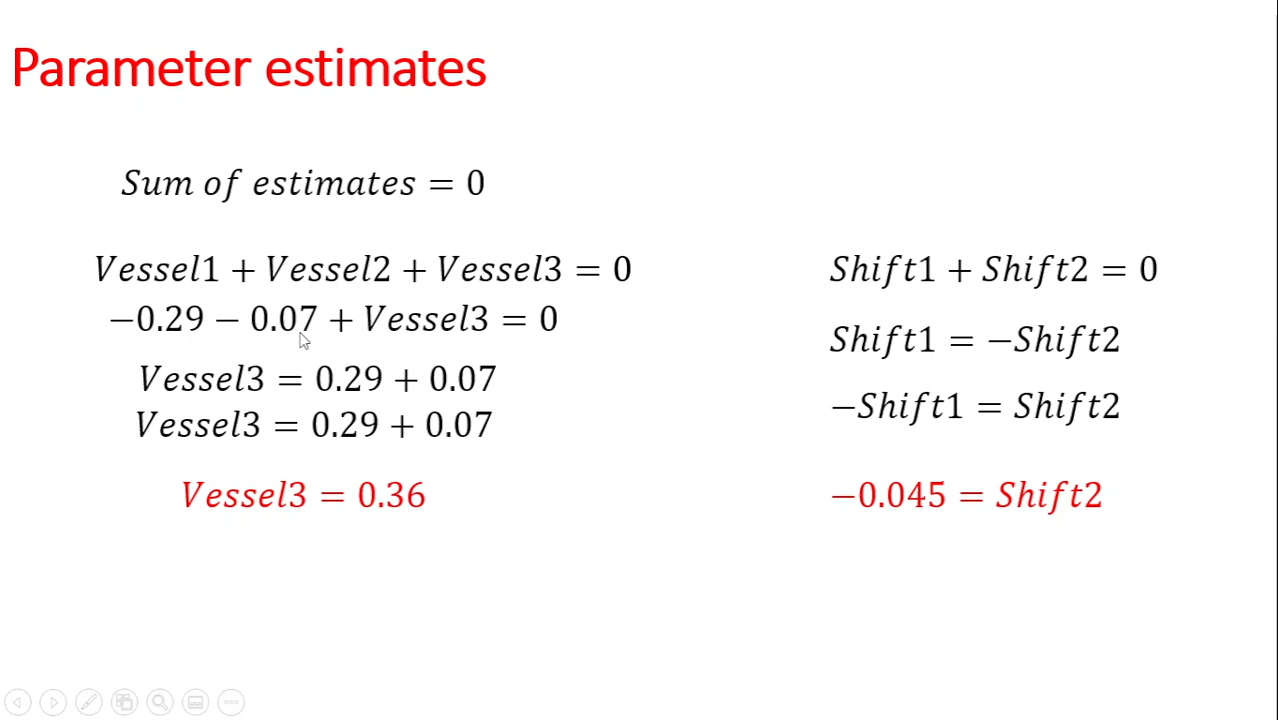 Parameter estimates
Sum of estimates = 0
Vessel1 + Vessel2 + Vessel3 = 0
−0.29 − 0.07 + Vessel3 = 0
Vessel3 = 0.29 + 0.07
Vessel3 = 0.29 + 0.07
Vessel3 = 0.36
Shift1 + Shift2 = 0
Shift1 = −Shift2
−Shift1 = Shift2
−0.045 = Shift2